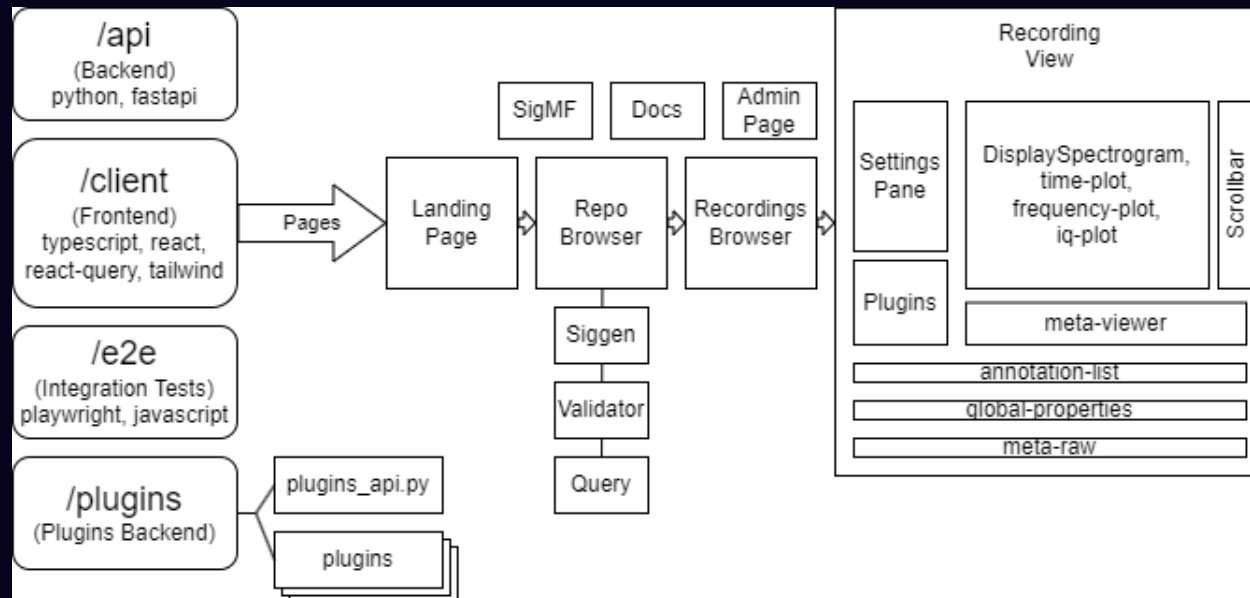 /api
(Backend)
python, fastapi
/client
(Frontend)
typescript, react,
react-query, tailwind
/e2e
(Integration Tests)
playwright, javascript
/plugins
(Plugins Backend)
plugins_api.py
plugins
Pages
Landing
Page
SigMF
Docs
Admin
Page
Repo
Browser
Recordings
Browser
Siggen
Validator
Query
Recording
View
Settings
Pane
Plugins
DisplaySpectrogram,
time-plot,
frequency-plot,
iq-plot
Scrollbar
meta-viewer
annotation-list
global-properties
meta-raw